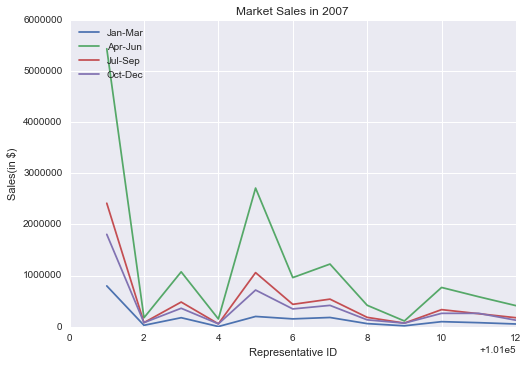 Market Sales in 2007
6000000
5000000
4000000
3000000
2000000
1000000
0
Sales(in $)
Jan-Mar
Apr-Jun
Jul-Sep
Oct-Dec
0 2 4 6 8 10 12
+1.01e5
Representative ID